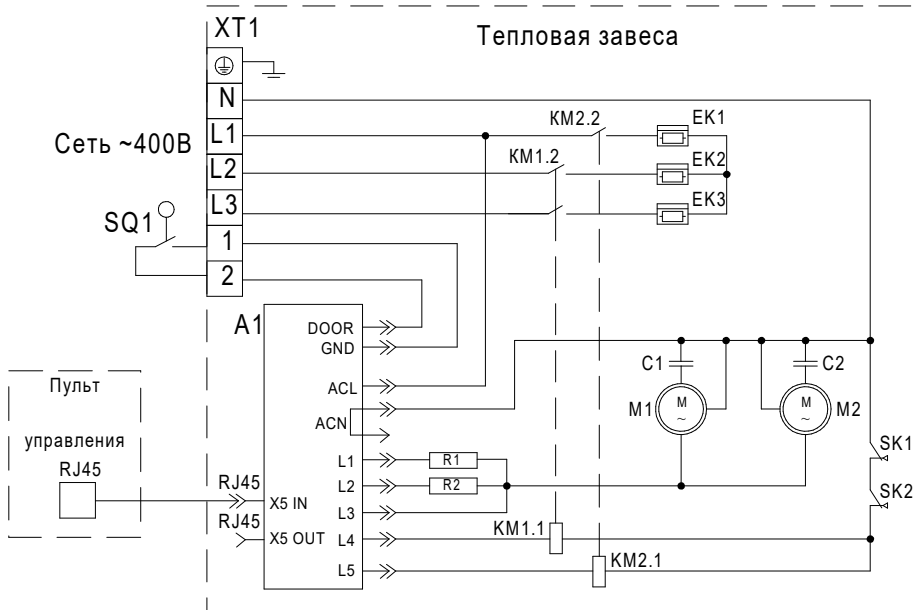 XT1
Тепловая завеса
N
Сеть ~400В
L1
L2
L3
1
2
SQ1
KM2.2
KM1.2
EK1
EK2
EK3
A1
DOOR
GND
ACL
ACN
L1
L2
L3
L4
L5
X5 IN
X5 OUT
RJ45
RJ45
Пульт
управления
RJ45
R1
R2
C1
C2
M1
M
~
M
~
M2
SK1
SK2
KM1.1
KM2.1